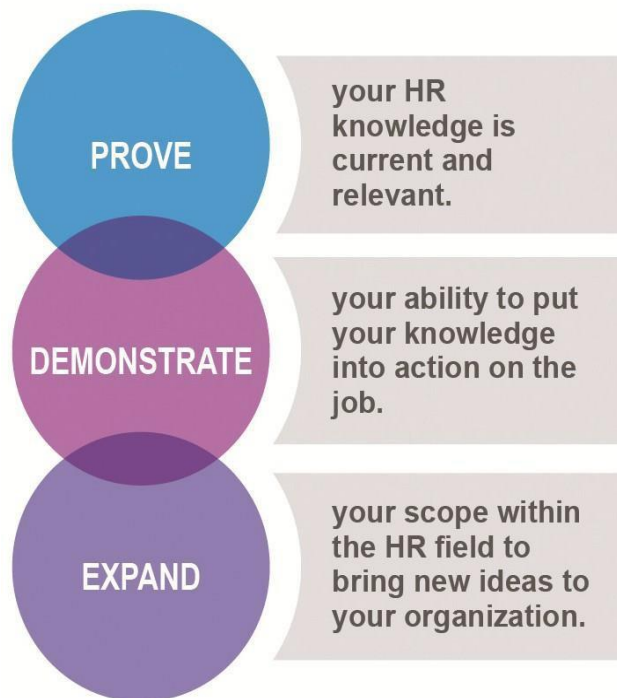 PROVE
your HR
knowledge is
current and
relevant.
DEMONSTRATE
your ability to put
your knowledge
into action on the
job.
EXPAND
your scope within
the HR field to
bring new ideas to
your organization.